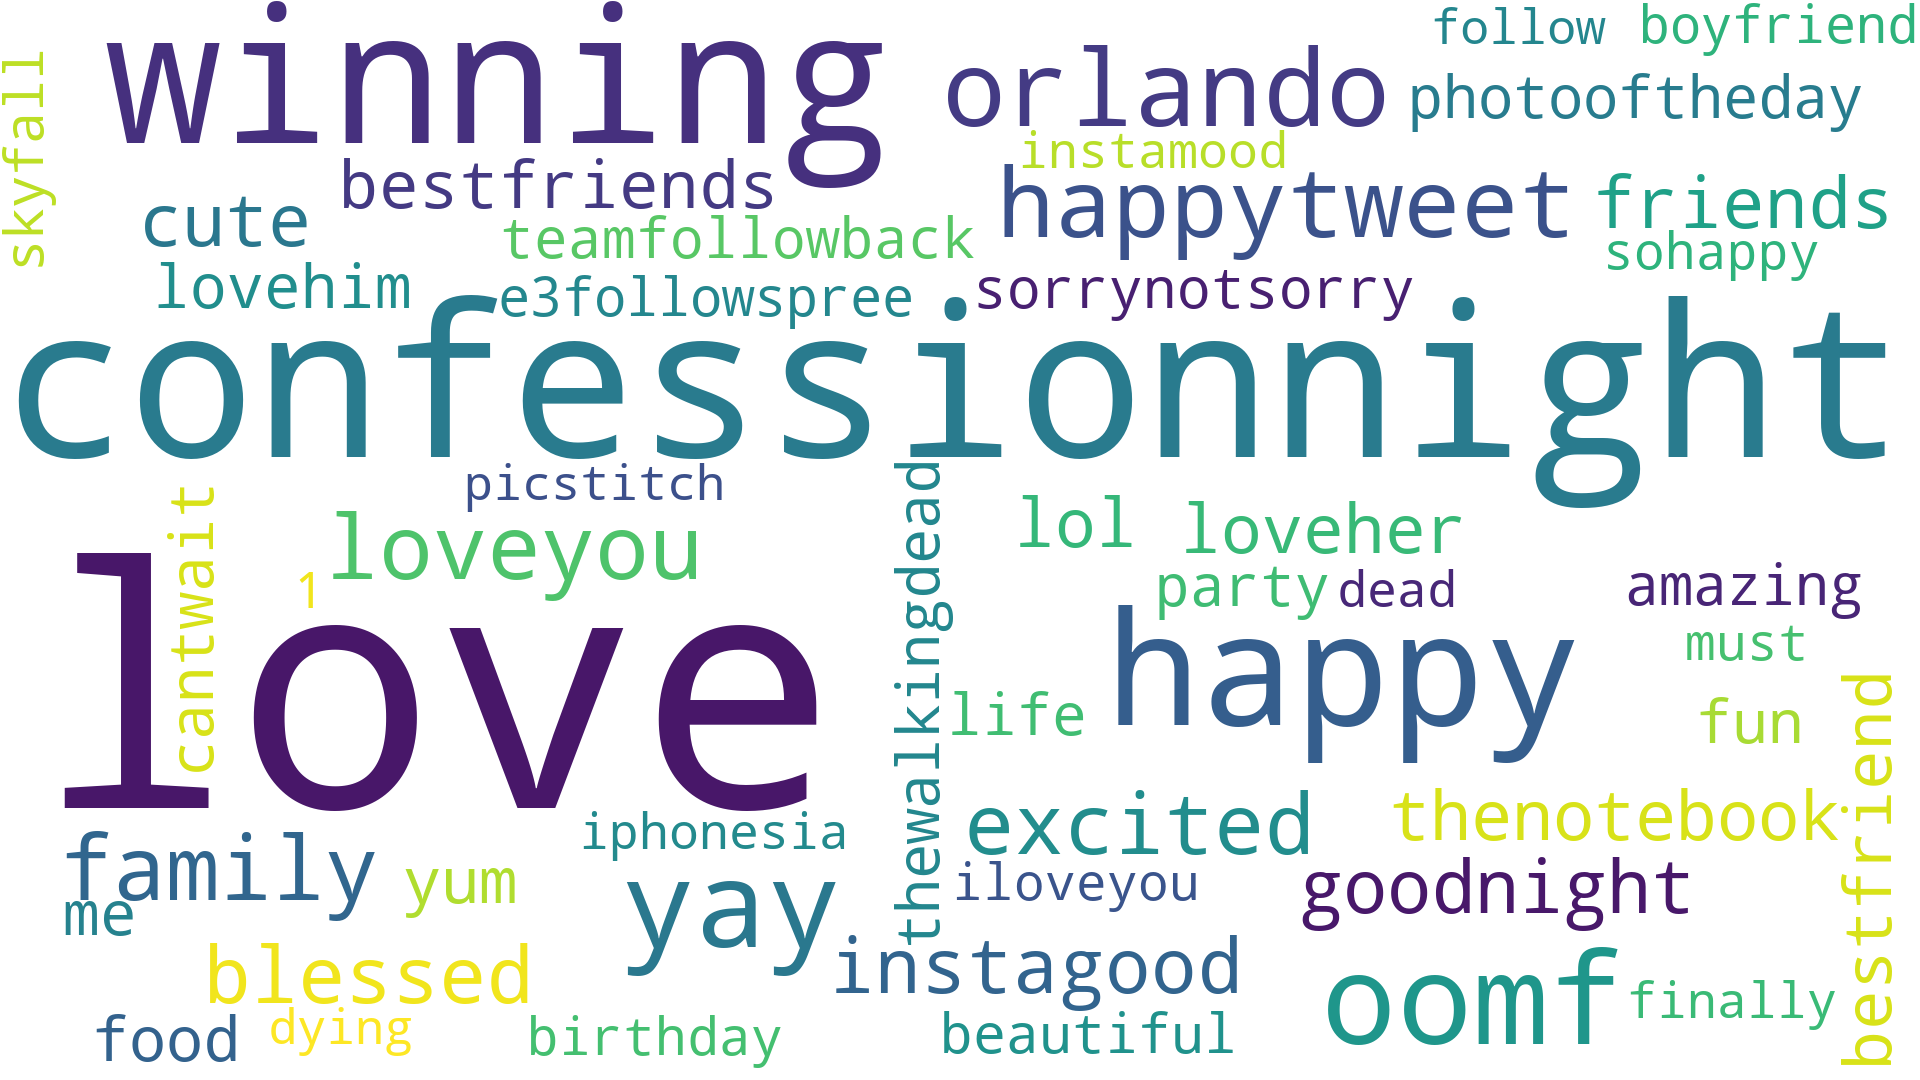 winning
follow
boyfriend
skyfall
orlando
photooftheday
instamood
bestfriends
happytweet
friends
cute
teamfollowback
sohappy
lovehim
e3followspree
sorrynotsorry
confessionnight
picstitch
cantwait
loveyou
thewalkingdead
lol
loveher
1
party
dead
amazing
love
happy
must
life
fun
bestfriend
iphonesia
excited
thenotebook
family
yum
yay
iloveyou
goodnight
me
blessed
instagood
oomf
finally
food
dying
birthday
beautiful